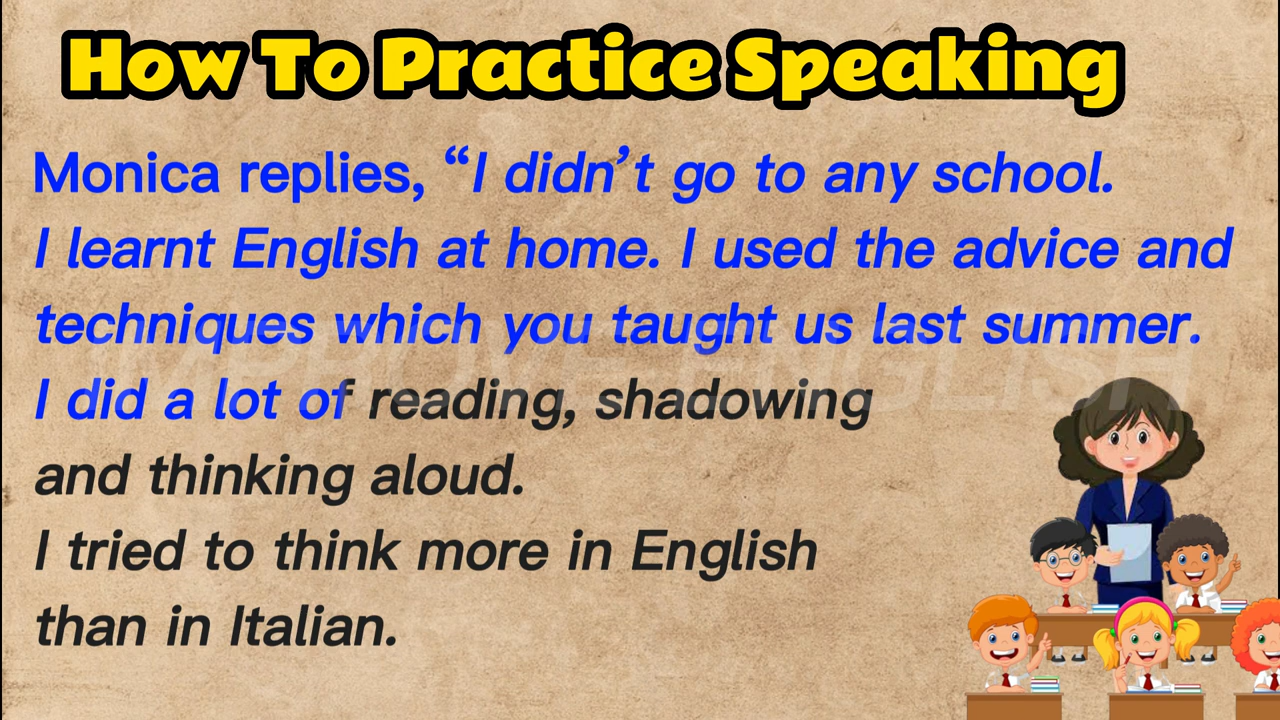 How To Practice Speaking
Monica replies, “I didn’t go to any school.
I learnt English at home. I used the advice and
techniques which you taught us last summer.
I did a lot of reading, shadowing
and thinking aloud.
I tried to think more in English
than in Italian.
IMPROVE ENGLISH